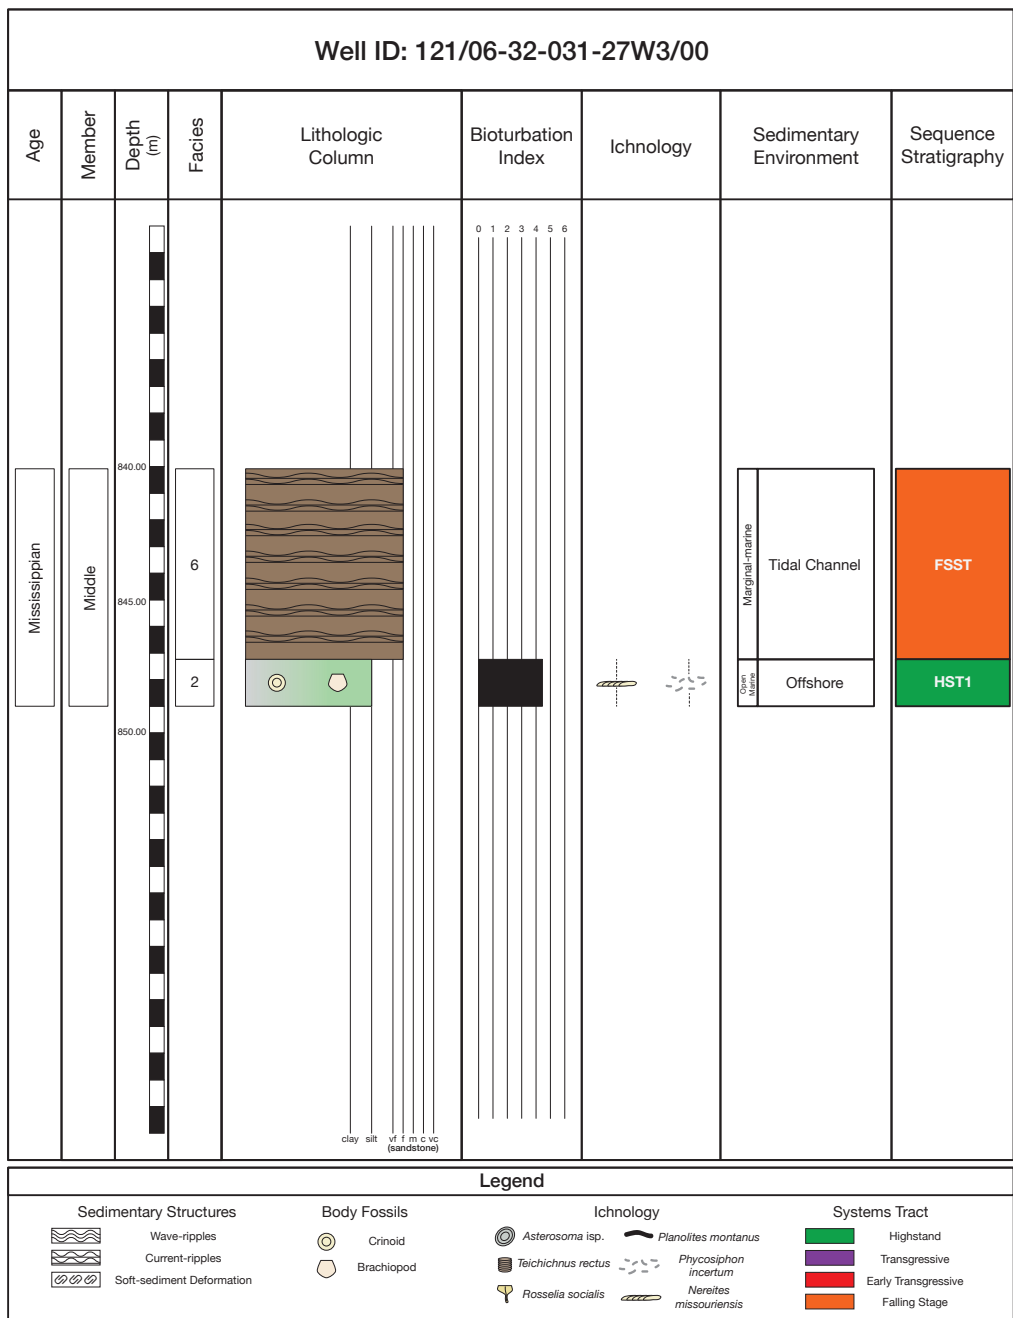 Well ID: 121/06-32-031-27W3/00
Age
Member
Depth
(m)
Facies
Lithologic
Column
Bioturbation
Index
Ichnology
Sedimentary
Environment
Sequence
Stratigraphy
0 1 2 3 4 5 6
840.00
845.00
850.00
Mississippian
Middle
6
2
Marginal-marine
Tidal Channel
FSST
Open
Marine
Offshore
HST1
clay silt vf f m c vc
(sandstone)
Legend
Sedimentary Structures
Wave-ripples
Current-ripples
Soft-sediment Deformation
Body Fossils
Crinoid
Brachiopod
Ichnology
Asterosoma isp.
Teichichnus rectus
Rosselia socialis
Planolites montanus
Phycosiphon
incertum
Nereites
missouriensis
Systems Tract
Highstand
Transgressive
Early Transgressive
Falling Stage